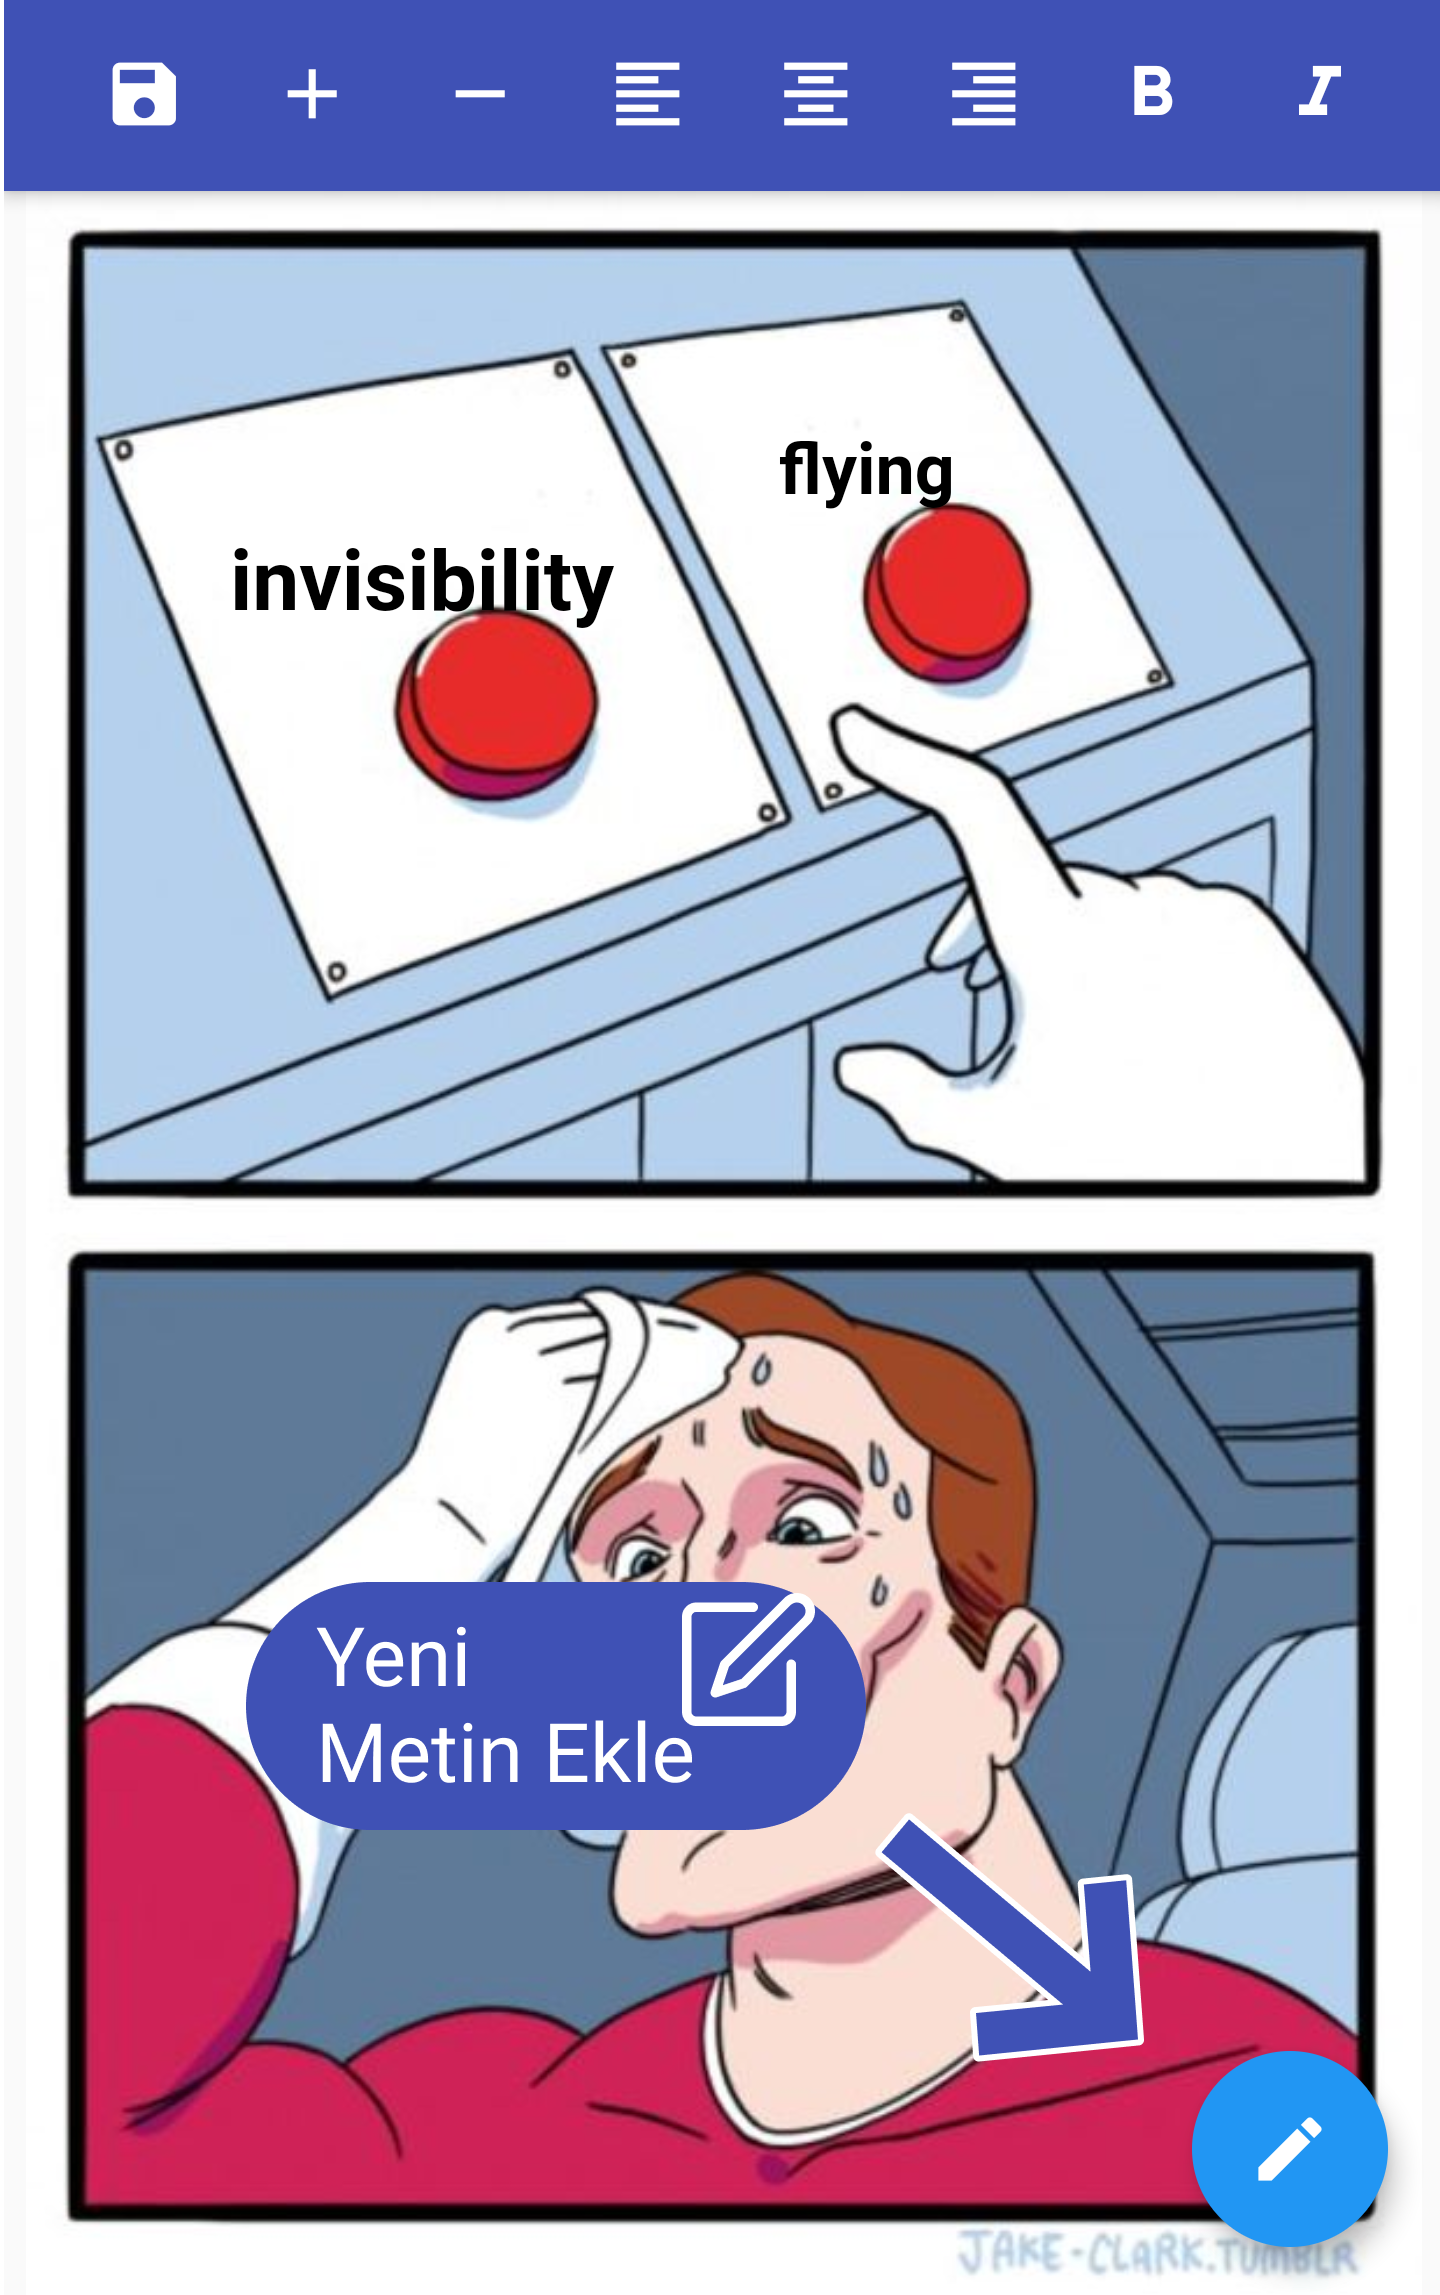 B I
flying
invisibility
Yeni
Metin Ekle
JAKE-CLARK.TUMBLR